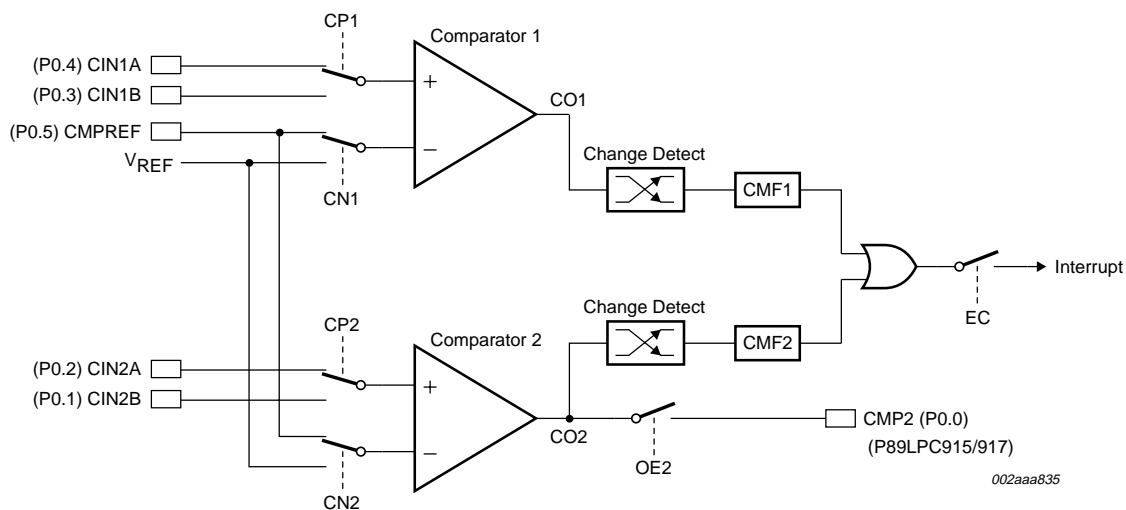 CP1
Comparator 1
(P0.4) CIN1A
(P0.3) CIN1B
(P0.5) CMPREF
VREF
+
−
CO1
CN1
Change Detect
CMF1
Interrupt
EC
Change Detect
CMF2
CP2
Comparator 2
(P0.2) CIN2A
(P0.1) CIN2B
+
−
CO2
OE2
CN2
CMP2 (P0.0)
(P89LPC915/917)
002aaa835